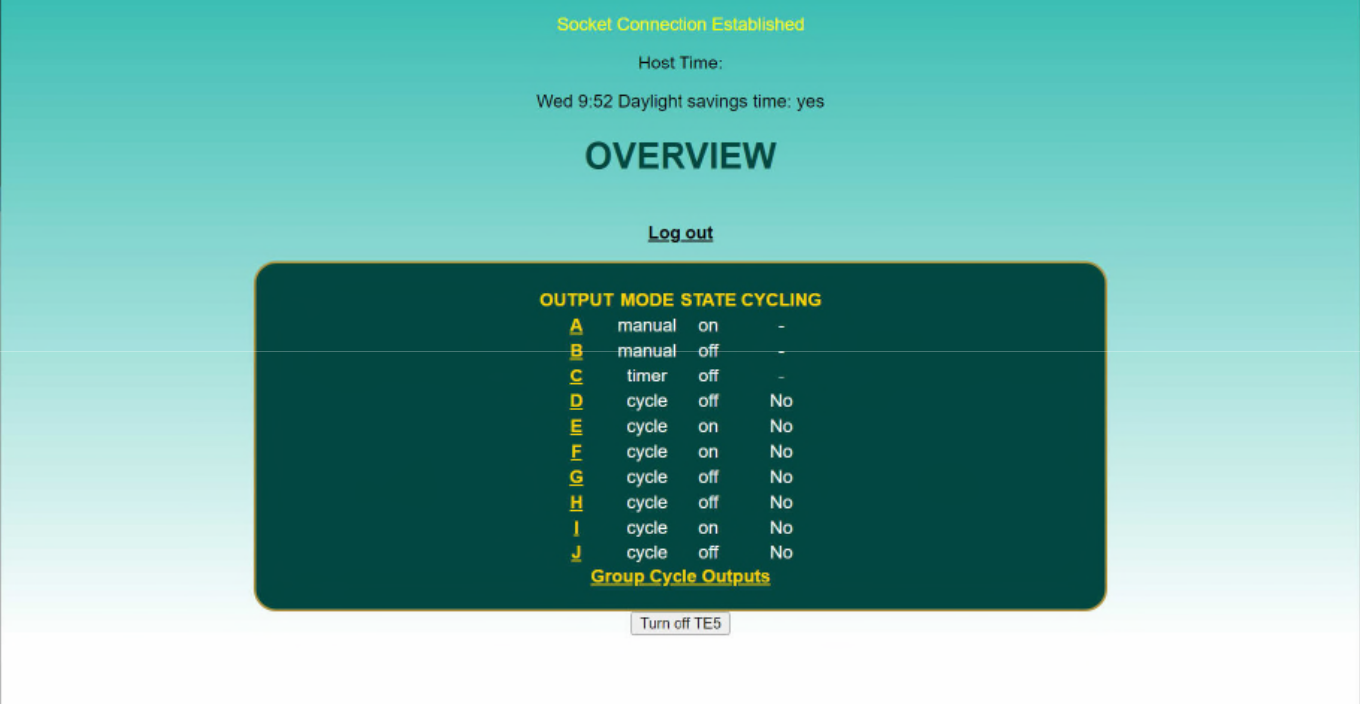 Socket Connection Established
Host Time:
Wed 9:52 Daylight savings time: yes
OVERVIEW
Log out
OUTPUT MODE STATE CYCLING
A manual on -
B manual off -
C timer off -
D cycle off No
E cycle on No
F cycle on No
G cycle off No
H cycle off No
I cycle on No
J cycle off No
Group Cycle Outputs
Turn off TE5